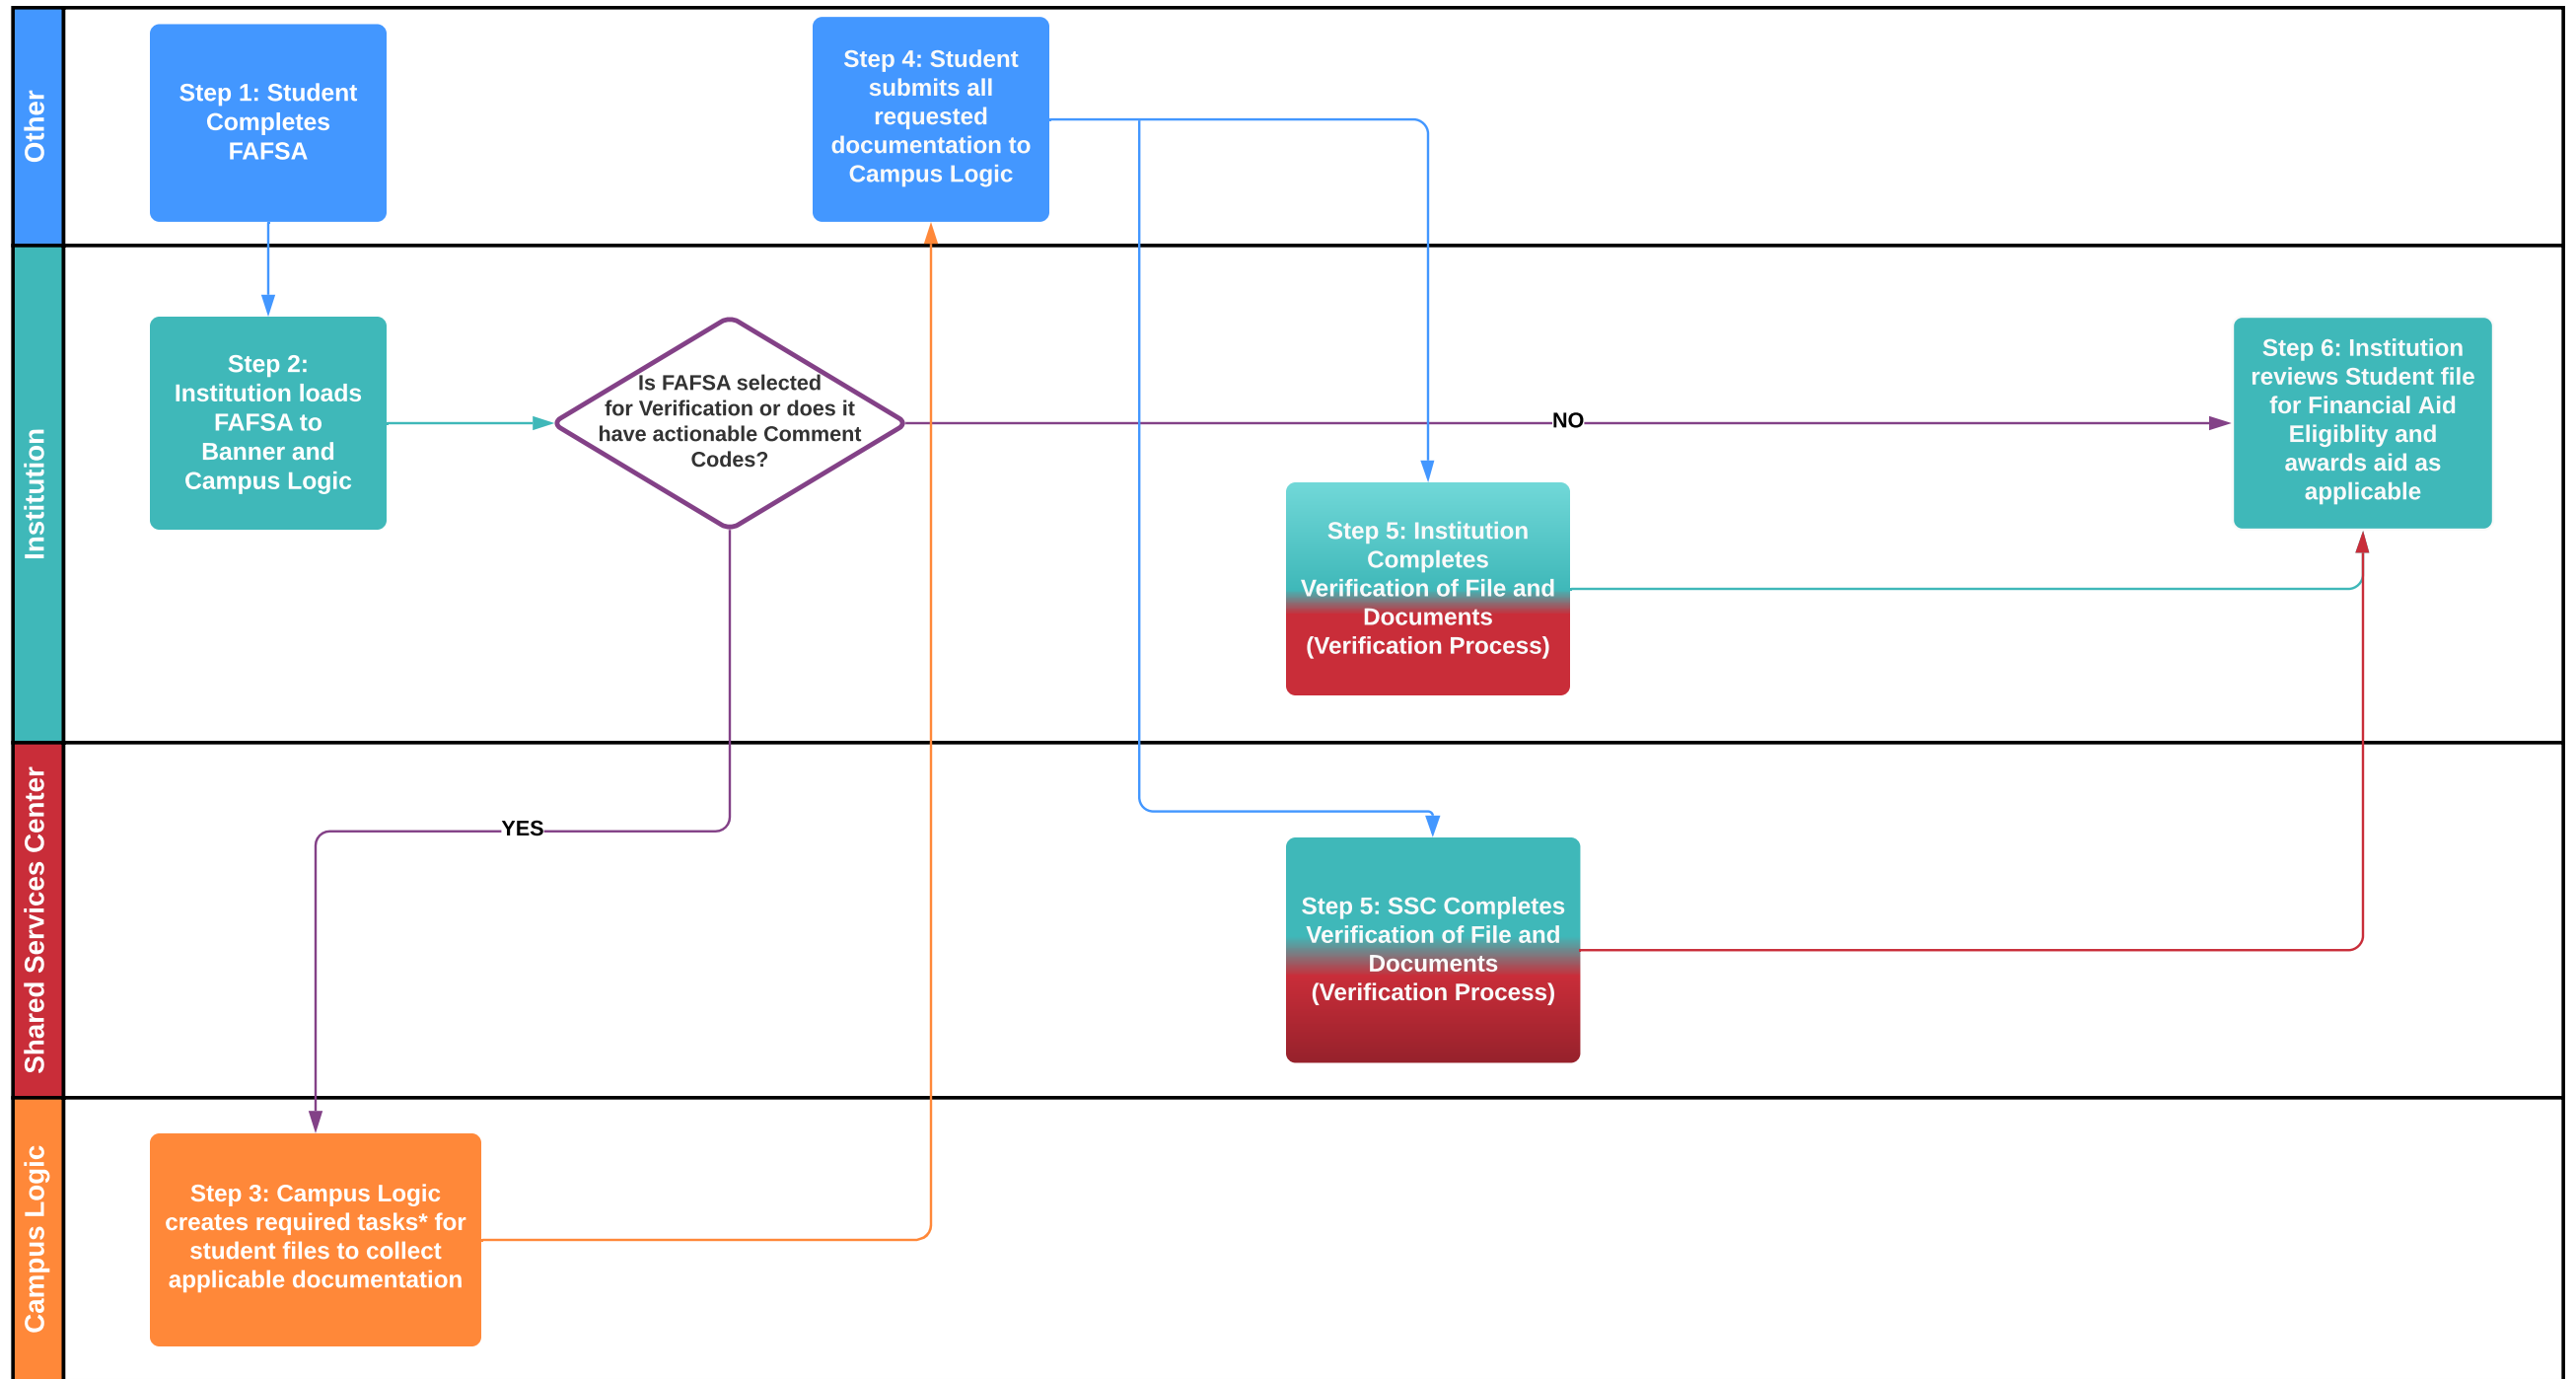 Other
Step 1: Student
Completes
FAFSA
Step 4: Student
submits all
requested
documentation to
Campus Logic
Institution
Step 2:
Institution loads
FAFSA to
Banner and
Campus Logic
Is FAFSA selected
for Verification or does it
have actionable Comment
Codes?
NO
Step 6: Institution
reviews Student file
for Financial Aid
Eligiblity and
awards aid as
applicable
Step 5: Institution
Completes
Verification of File and
Documents
(Verification Process)
Shared Services Center
YES
Step 5: SSC Completes
Verification of File and
Documents
(Verification Process)
Campus Logic
Step 3: Campus Logic
creates required tasks* for
student files to collect
applicable documentation